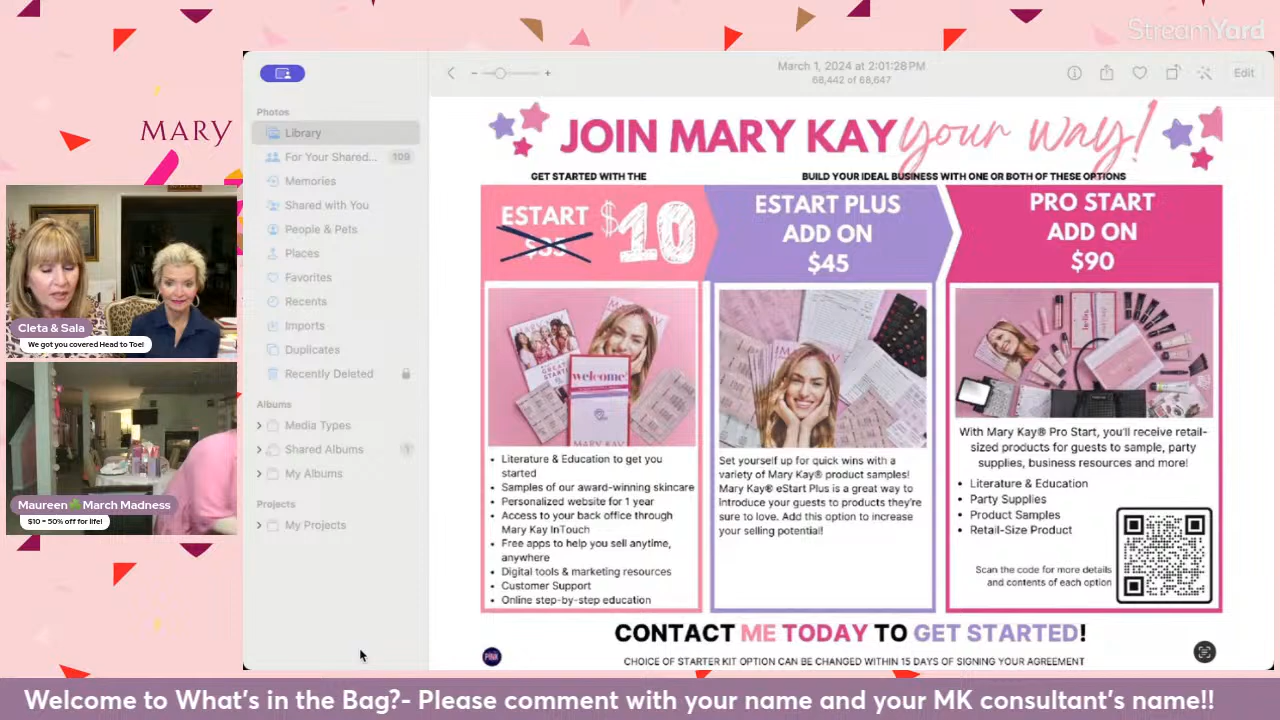 StreamYard
MARY
March 1, 2024 at 2:01:28 PM
68,442 of 68,647
Edit
Photos
Library
For Your Shared... 109
Memories
Shared with You
People & Pets
Places
Favorites
Recents
Imports
Duplicates
Recently Deleted
Albums
Media Types
Shared Albums 1
My Albums
Projects
My Projects
JOIN MARY KAY your way!
GET STARTED WITH THE
BUILD YOUR IDEAL BUSINESS WITH ONE OR BOTH OF THESE OPTIONS
ESTART
$10
ESTART PLUS
ADD ON
$45
PRO START
ADD ON
$90
welcome!
MARY KAY
• Literature & Education to get you
started
• Samples of our award-winning skincare
• Personalized website for 1 year
• Access to your back office through
Mary Kay InTouch
• Free apps to help you sell anytime,
anywhere
• Digital tools & marketing resources
• Customer Support
• Online step-by-step education
Set yourself up for quick wins with a
variety of Mary Kay® product samples!
Mary Kay® eStart Plus is a great way to
introduce your guests to products they're
sure to love. Add this option to increase
your selling potential!
With Mary Kay® Pro Start, you'll receive retail-
sized products for guests to sample, party
supplies, business resources and more!
• Literature & Education
• Party Supplies
• Product Samples
• Retail-Size Product
Scan the code for more details
and contents of each option
CONTACT ME TODAY TO GET STARTED!
PINK
CHOICE OF STARTER KIT OPTION CAN BE CHANGED WITHIN 15 DAYS OF SIGNING YOUR AGREEMENT
Cleta & Sala
We got you covered Head to Toe!
Maureen🍀March Madness
$10 = 50% off for life!
Welcome to What's in the Bag?- Please comment with your name and your MK consultant's name!!